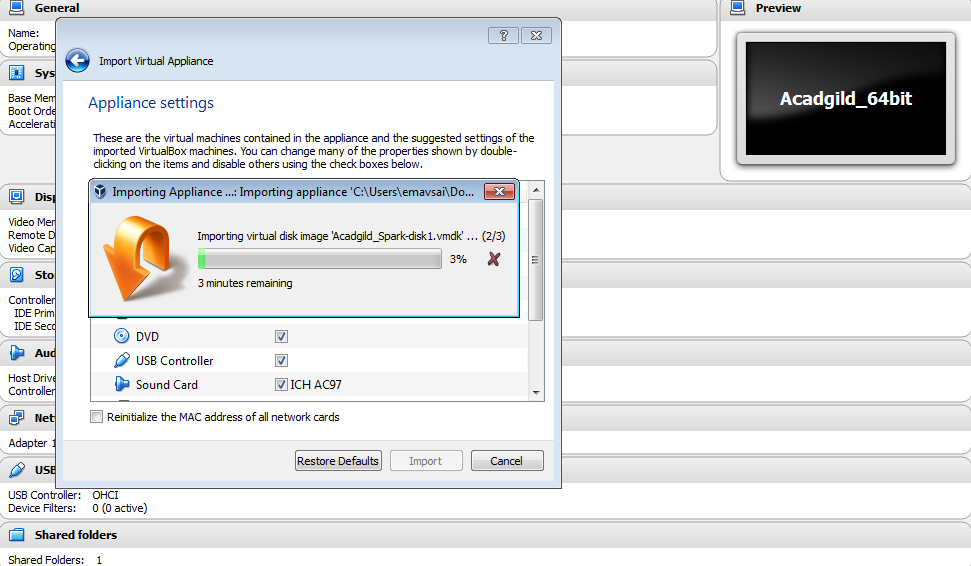 General
Preview
Name:
Operating
Import Virtual Appliance
Acadgild_64bit
Appliance settings
These are the virtual machines contained in the appliance and the suggested settings of the
imported VirtualBox machines. You can change many of the properties shown by double-
clicking on the items and disable others using the check boxes below.
Sys
Base Mem
Boot Orde
Accelerati
Importing Appliance ...: Importing appliance 'C:\Users\emavsai\Do...
Importing virtual disk image 'Acadgild_Spark-disk1.vmdk' ... (2/3)
3%
3 minutes remaining
Disp
Video Mem
Remote D
Video Cap
Sto
Controller
IDE Prim
IDE Seco
DVD
USB Controller
Sound Card
ICH AC97
Aud
Host Drive
Controller
Reinitialize the MAC address of all network cards
Net
Adapter 1
Restore Defaults
Import
Cancel
USB
USB Controller: OHCI
Device Filters: 0 (0 active)
Shared folders
Shared Folders: 1